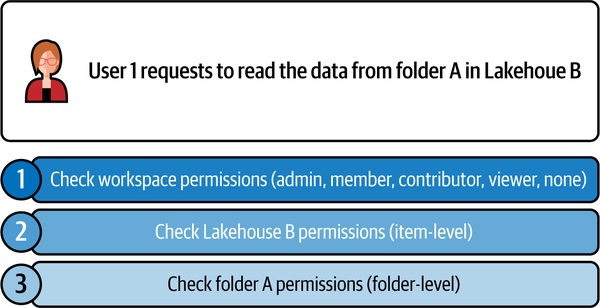 User 1 requests to read the data from folder A in Lakehoue B
1 Check workspace permissions (admin, member, contributor, viewer, none)
2 Check Lakehouse B permissions (item-level)
3 Check folder A permissions (folder-level)